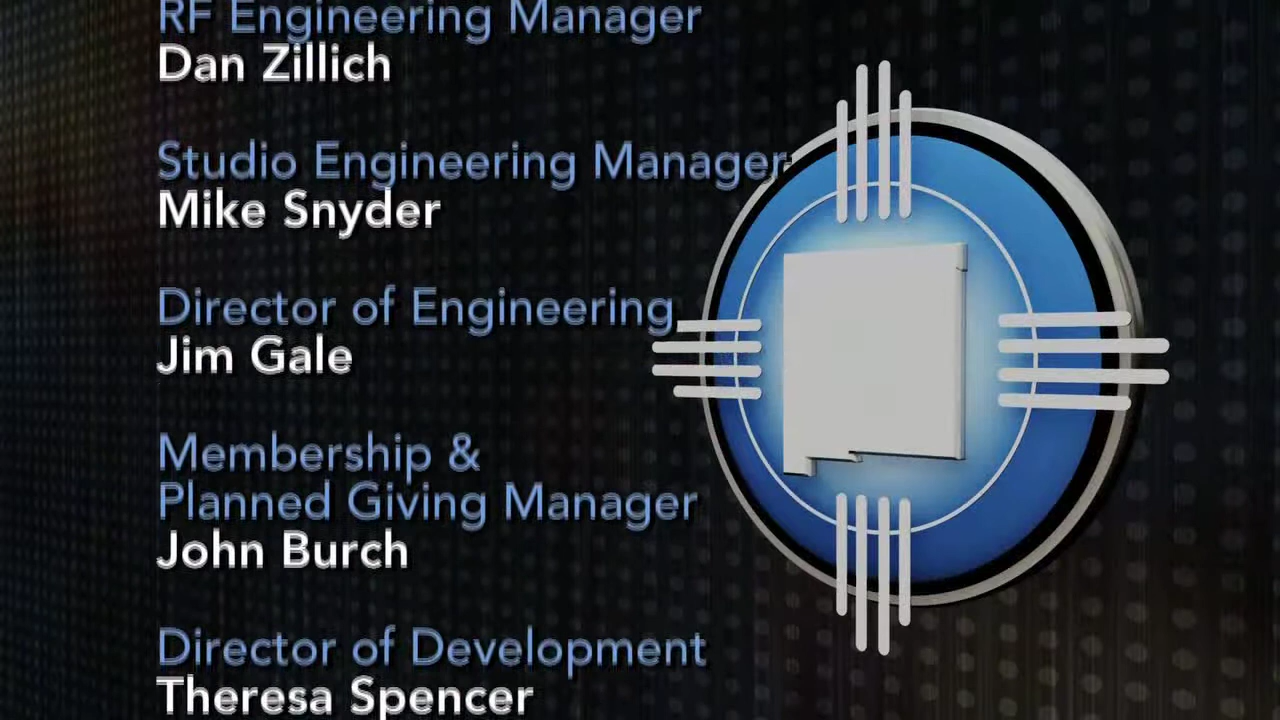 RF Engineering Manager
Dan Zillich
Studio Engineering Manager
Mike Snyder
Director of Engineering
Jim Gale
Membership &
Planned Giving Manager
John Burch
Director of Development
Theresa Spencer